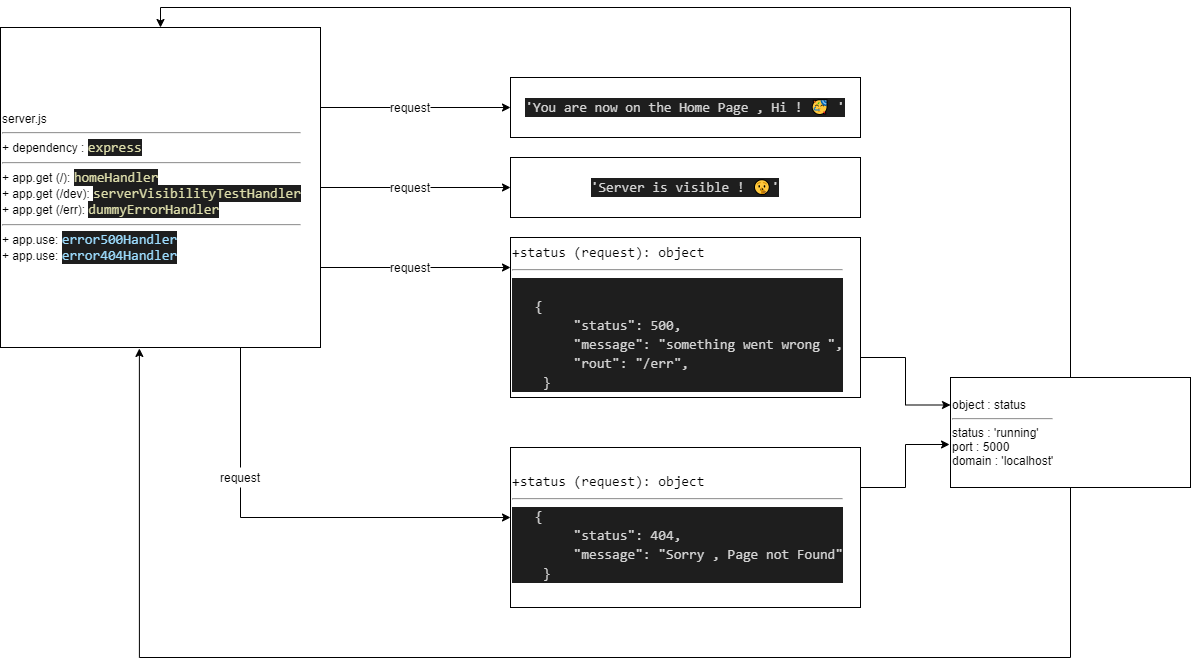 server.js
+ dependency : express
+ app.get (/): homeHandler
+ app.get (/dev): serverVisibilityTestHandler
+ app.get (/err): dummyErrorHandler
+ app.use: error500Handler
+ app.use: error404Handler
request
'You are now on the Home Page , Hi ! 🥳 '
request
'Server is visible ! 🤨'
request
+status (request): object
{
"status": 500,
"message": "something went wrong ",
"rout": "/err",
}
request
+status (request): object
{
"status": 404,
"message": "Sorry , Page not Found"
}
object : status
status : 'running'
port : 5000
domain : 'localhost'